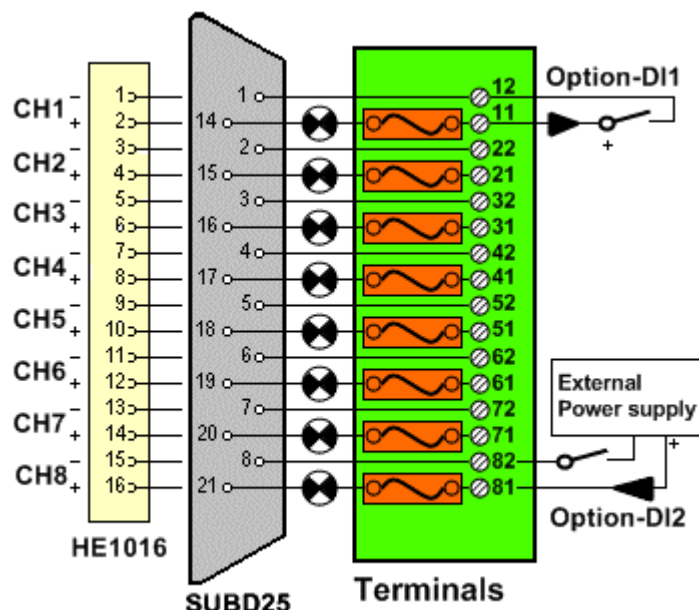 CH1 − 1 1 12 Option-DI1
+ 2 14 11 +
CH2 − 3 2 22
+ 4 15 21
CH3 − 5 3 32
+ 6 16 31
CH4 − 7 4 42
+ 8 17 41
CH5 − 9 5 52
+ 10 18 51
CH6 − 11 6 62
+ 12 19 61
CH7 − 13 7 72
+ 14 20 71
CH8 − 15 8 82
+ 16 21 81
External
Power supply
+
Option-DI2
HE1016
SUBD25
Terminals